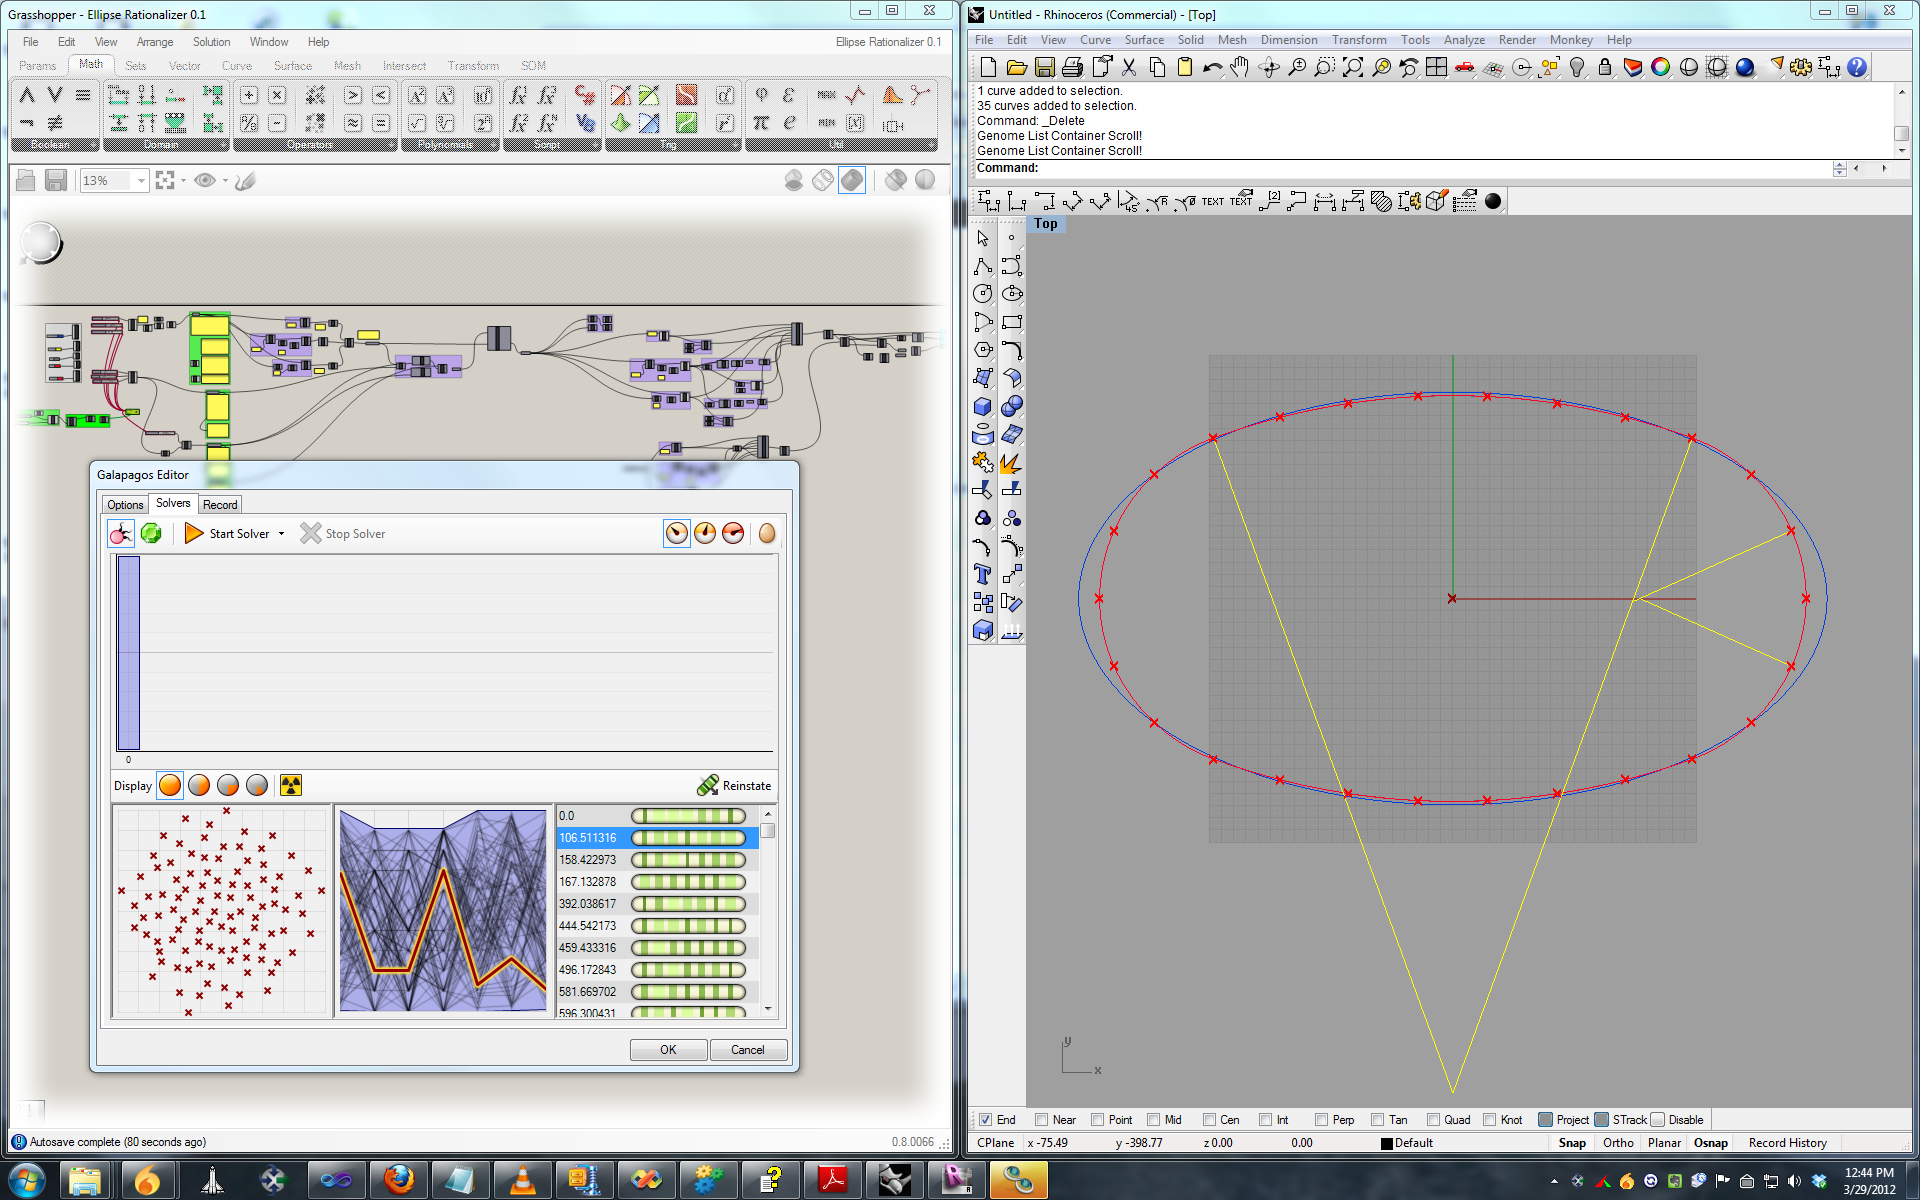 Grasshopper - Ellipse Rationalizer 0.1
File Edit View Arrange Solution Window Help
Ellipse Rationalizer 0.1
Params Math Sets Vector Curve Surface Mesh Intersect Transform SOM
Boolean Domain Operators Polynomials Script Trig Util
13%
Galapagos Editor
Options Solvers Record
Start Solver Stop Solver
0
Display
Reinstate
0.0
106.511316
158.422973
167.132878
392.038617
444.542173
459.433316
496.172843
581.669702
596.300431
OK Cancel
Autosave complete (80 seconds ago)
0.8.0066
Untitled - Rhinoceros (Commercial) - [Top]
File Edit View Curve Surface Solid Mesh Dimension Transform Tools Analyze Render Monkey Help
1 curve added to selection.
35 curves added to selection.
Command: _Delete
Genome List Container Scroll!
Genome List Container Scroll!
Command:
TEXT TEXT
Top
y
x
End Near Point Mid Cen Int Perp Tan Quad Knot Project STrack Disable
CPlane x -75.49 y -398.77 z 0.00 0.00 Default Snap Ortho Planar Osnap Record History
12:44 PM
3/29/2012